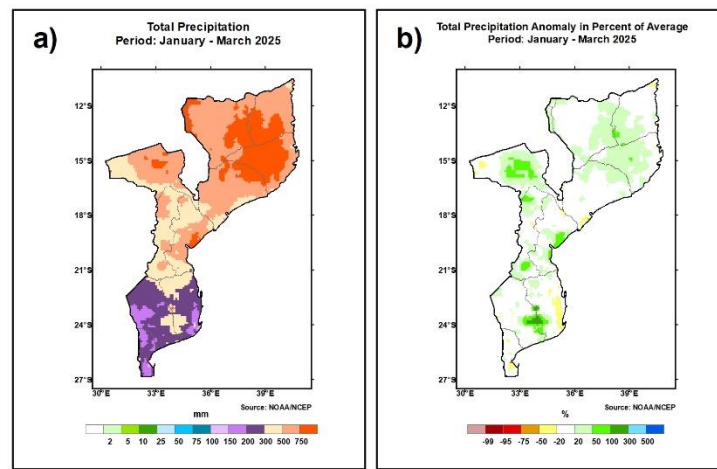 a)
Total Precipitation
Period: January - March 2025
12°S
15°S
18°S
21°S
24°S
27°S
30°E
33°E
36°E
39°E
Source: NOAA/NCEP
mm
2 5 10 25 50 75 100 150 200 300 500 750
b)
Total Precipitation Anomaly in Percent of Average
Period: January - March 2025
12°S
15°S
18°S
21°S
24°S
27°S
30°E
33°E
36°E
39°E
Source: NOAA/NCEP
%
-99 -95 -75 -50 -20 20 50 100 300 500